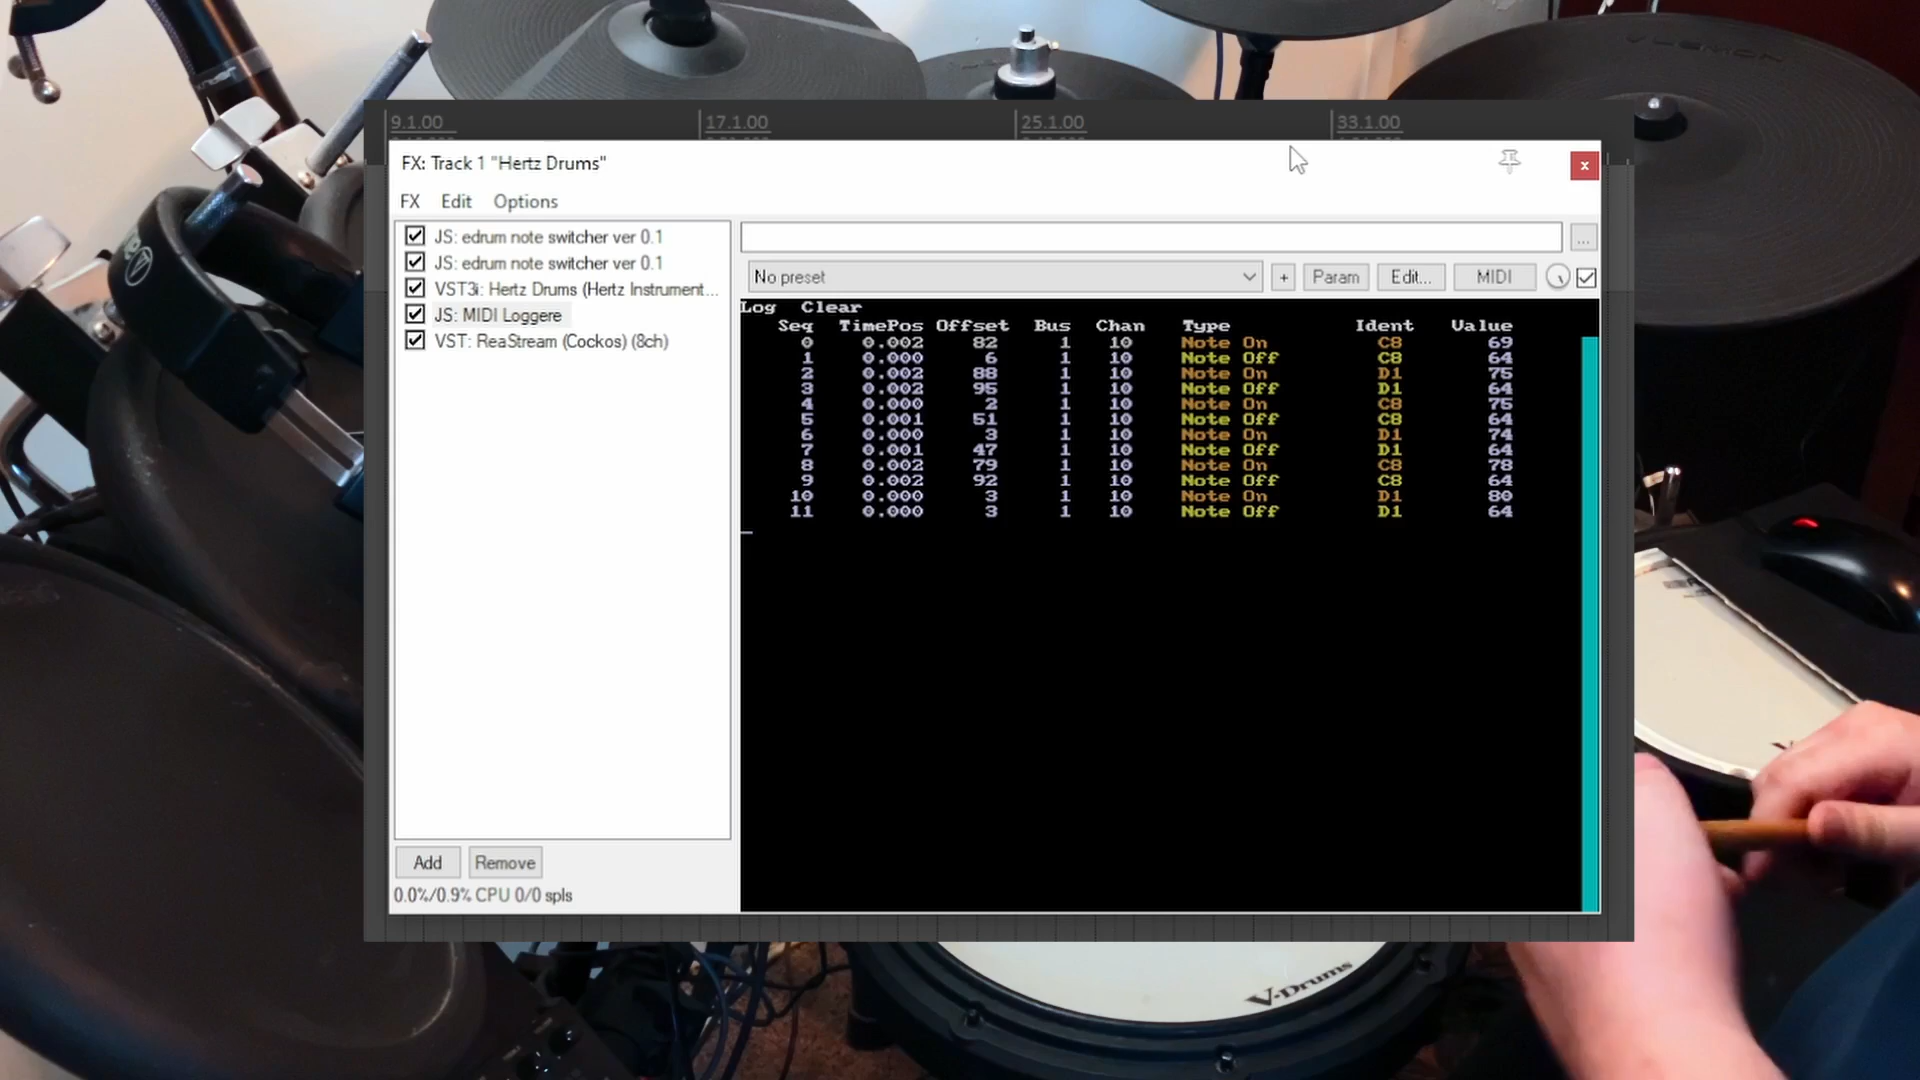 LEMON
9.1.00 17.1.00 25.1.00 33.1.00
FX: Track 1 "Hertz Drums"
x
FX Edit Options
JS: edrum note switcher ver 0.1
JS: edrum note switcher ver 0.1
VST3i: Hertz Drums (Hertz Instrument...
JS: MIDI Loggere
VST: ReaStream (Cockos) (8ch)
...
No preset + Param Edit... MIDI
Log Clear
Seq TimePos Offset Bus Chan Type Ident Value
0 0.002 82 1 10 Note On C8 69
1 0.000 6 1 10 Note Off C8 64
2 0.002 88 1 10 Note On D1 75
3 0.002 95 1 10 Note Off D1 64
4 0.000 2 1 10 Note On C8 75
5 0.001 51 1 10 Note Off C8 64
6 0.000 3 1 10 Note On D1 74
7 0.001 47 1 10 Note Off D1 64
8 0.002 79 1 10 Note On C8 78
9 0.002 92 1 10 Note Off C8 64
10 0.000 3 1 10 Note On D1 80
11 0.000 3 1 10 Note Off D1 64
Add Remove
0.0%/0.9% CPU 0/0 spls
V-Drums